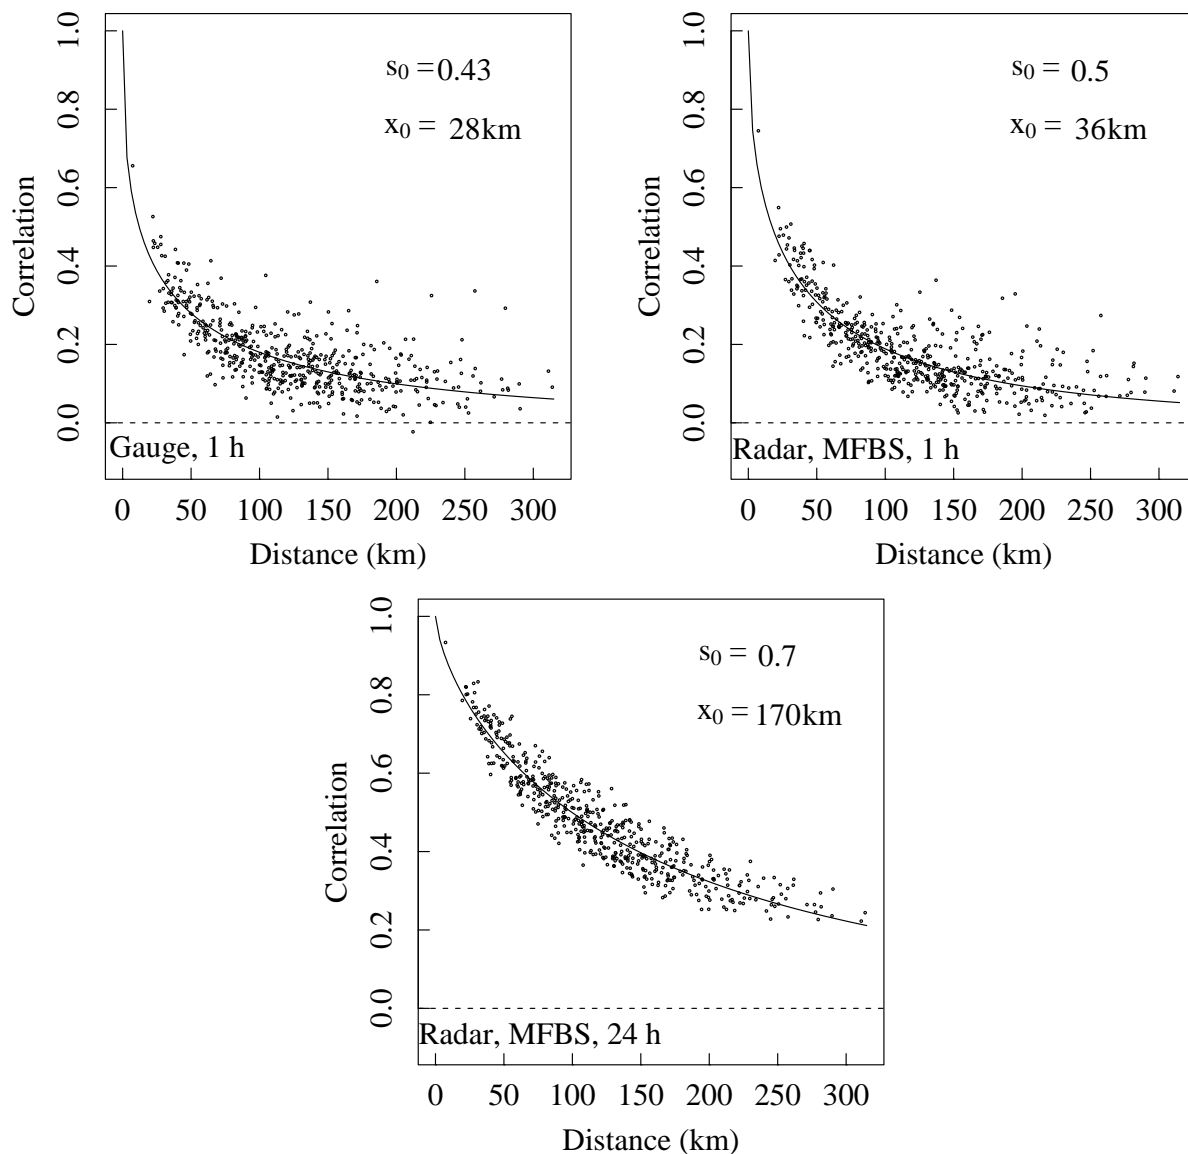 s0 = 0.43
x0 = 28km
Correlation
1.0
0.8
0.6
0.4
0.2
0.0
Gauge, 1 h
0 50 100 150 200 250 300
Distance (km)
s0 = 0.5
x0 = 36km
Correlation
1.0
0.8
0.6
0.4
0.2
0.0
Radar, MFBS, 1 h
0 50 100 150 200 250 300
Distance (km)
s0 = 0.7
x0 = 170km
Correlation
1.0
0.8
0.6
0.4
0.2
0.0
Radar, MFBS, 24 h
0 50 100 150 200 250 300
Distance (km)